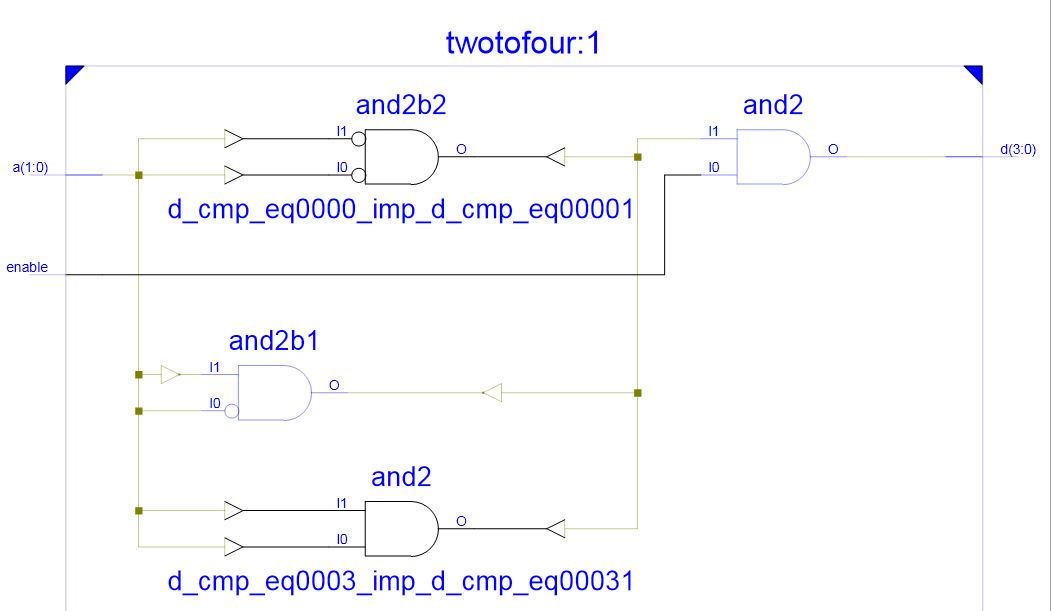 twotofour:1
and2b2
and2
I1
I0
O
I1
I0
O
a(1:0)
d(3:0)
d_cmp_eq0000_imp_d_cmp_eq00001
enable
and2b1
I1
I0
O
and2
I1
I0
O
d_cmp_eq0003_imp_d_cmp_eq00031